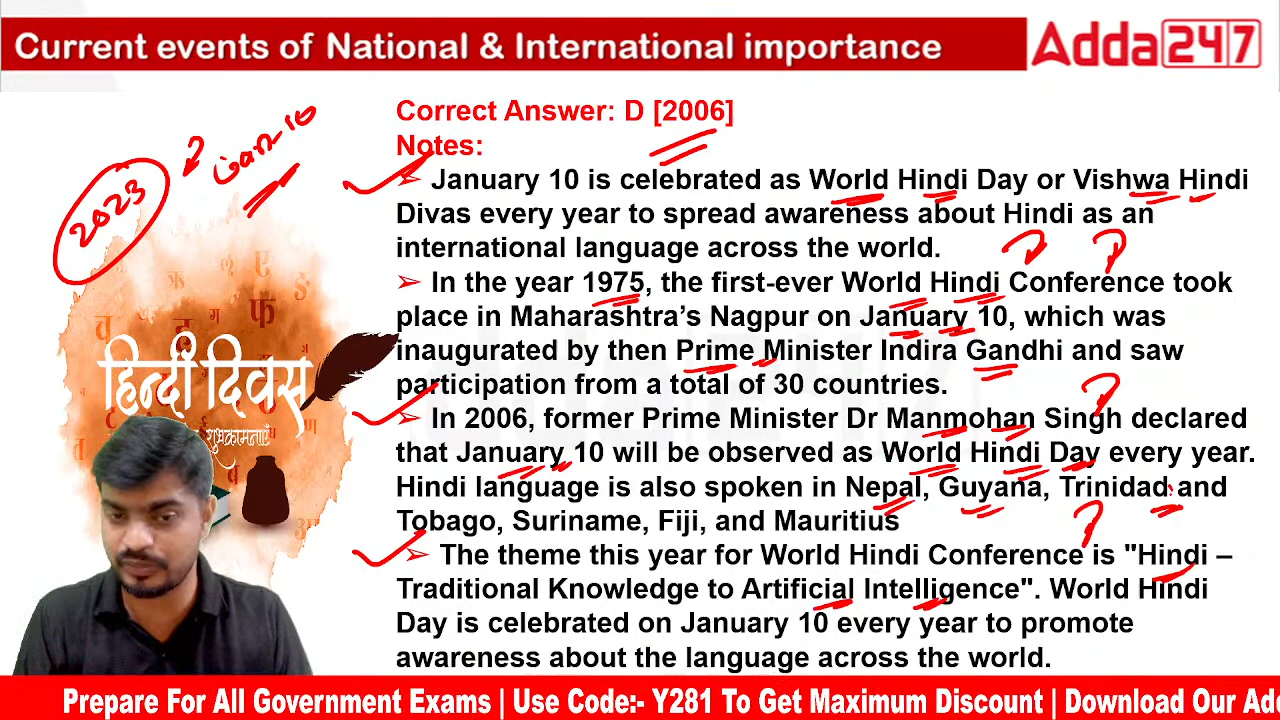 Current events of National & International importance
Adda247
2023
Jan-10
Correct Answer: D [2006]
Notes:
➢ January 10 is celebrated as World Hindi Day or Vishwa Hindi
Divas every year to spread awareness about Hindi as an
international language across the world.
➢ In the year 1975, the first-ever World Hindi Conference took
place in Maharashtra's Nagpur on January 10, which was
inaugurated by then Prime Minister Indira Gandhi and saw
participation from a total of 30 countries.
➢ In 2006, former Prime Minister Dr Manmohan Singh declared
that January 10 will be observed as World Hindi Day every year.
Hindi language is also spoken in Nepal, Guyana, Trinidad and
Tobago, Suriname, Fiji, and Mauritius
➢ The theme this year for World Hindi Conference is "Hindi –
Traditional Knowledge to Artificial Intelligence". World Hindi
Day is celebrated on January 10 every year to promote
awareness about the language across the world.
हिन्दी दिवस
शुभकामनाएं
Prepare For All Government Exams | Use Code:- Y281 To Get Maximum Discount | Download Our Add